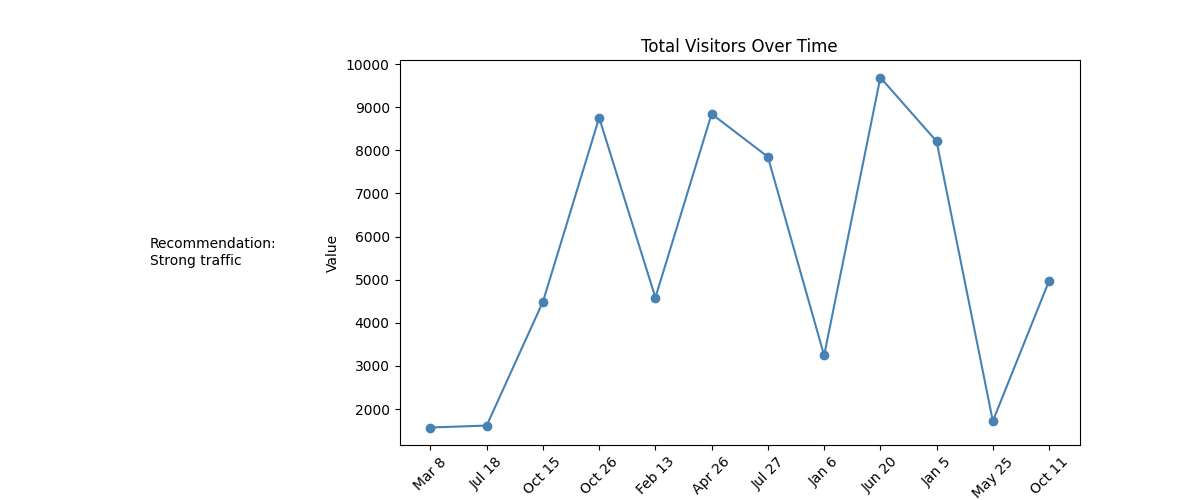 Total Visitors Over Time
Recommendation:
Strong traffic
Value
10000
9000
8000
7000
6000
5000
4000
3000
2000
Mar 8
Jul 18
Oct 15
Oct 26
Feb 13
Apr 26
Jul 27
Jan 6
Jun 20
Jan 5
May 25
Oct 11